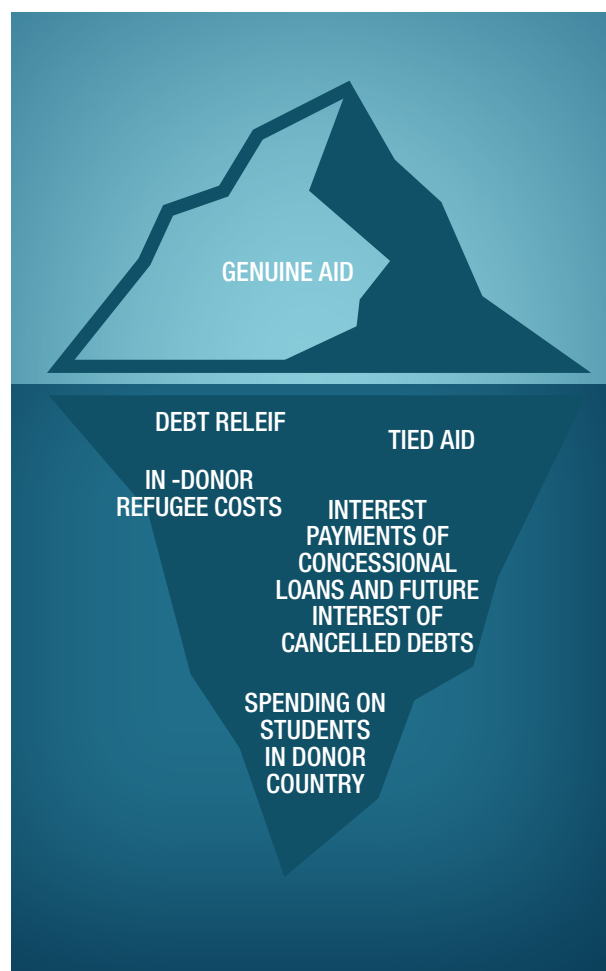 GENUINE AID
DEBT RELEIF
TIED AID
IN -DONOR
REFUGEE COSTS
INTEREST
PAYMENTS OF
CONCESSIONAL
LOANS AND FUTURE
INTEREST OF
CANCELLED DEBTS
SPENDING ON
STUDENTS
IN DONOR
COUNTRY